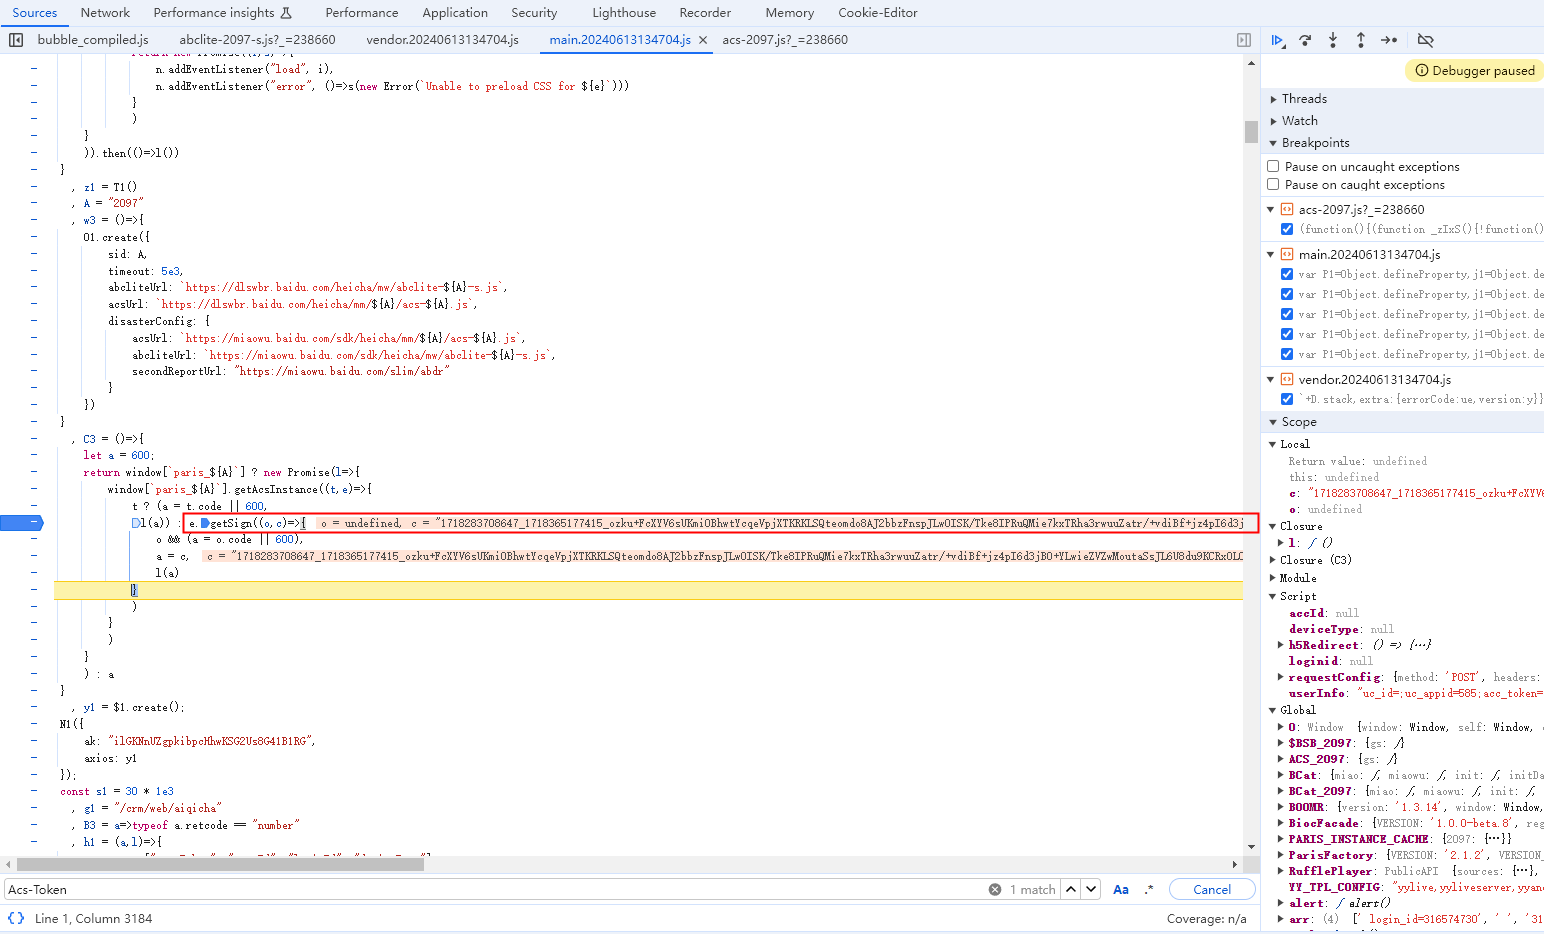 Sources Network Performance insights Performance Application Security Lighthouse Recorder Memory Cookie-Editor
bubble_compiled.js abclite-2097-s.js?_=238660 vendor.20240613134704.js main.20240613134704.js × acs-2097.js?_=238660
n.addEventListener("load", i),
n.addEventListener("error", ()=>s(new Error(`Unable to preload CSS for ${e}`)))
}
)
}
)).then(()=>l())
}
, z1 = T1()
, A = "2097"
, w3 = ()=>{
O1.create({
sid: A,
timeout: 5e3,
abcliteUrl: `https://dlswbr.baidu.com/heicha/mw/abclite-${A}-s.js`,
acsUrl: `https://dlswbr.baidu.com/heicha/mm/${A}/acs-${A}.js`,
disasterConfig: {
acsUrl: `https://miaowu.baidu.com/sdk/heicha/mm/${A}/acs-${A}.js`,
abcliteUrl: `https://miaowu.baidu.com/sdk/heicha/mw/abclite-${A}-s.js`,
secondReportUrl: "https://miaowu.baidu.com/slim/abdr"
}
})
}
, C3 = ()=>{
let a = 600;
return window[`paris_${A}`] ? new Promise(l=>{
window[`paris_${A}`].getAcsInstance((t,e)=>{
t ? (a = t.code || 600,
l(a)) : e.getSign((o,c)=>{ o = undefined, c = "1718283708647_1718365177415_ozku+FcXYV6sUKmiOBhwtYcqeVpjXTKRKLSQteomdo8AJ2bbzFnspJLwOISK/Tke8IPRuQMie7kxTRha3rwuuZatr/+vdiBf+jz4pI6d3j
o && (a = o.code || 600),
a = c, c = "1718283708647_1718365177415_ozku+FcXYV6sUKmiOBhwtYcqeVpjXTKRKLSQteomdo8AJ2bbzFnspJLwOISK/Tke8IPRuQMie7kxTRha3rwuuZatr/+vdiBf+jz4pI6d3jBO+YLwieZVZwMoutaSsJL6U8du9KCRxOLO
l(a)
}
)
}
)
}
) : a
}
, y1 = $1.create();
N1({
ak: "ilGKNnUZgpkibpcHhwKSG2Us8G41B1RG",
axios: y1
});
const s1 = 30 * 1e3
, g1 = "/crm/web/aiqicha"
, B3 = a=>typeof a.retcode == "number"
, h1 = (a,l)=>{
Acs-Token 1 match Aa .* Cancel
{} Line 1, Column 3184 Coverage: n/a
Debugger paused
Threads
Watch
Breakpoints
Pause on uncaught exceptions
Pause on caught exceptions
acs-2097.js?_=238660
(function(){(function _zIxS(){!function()
main.20240613134704.js
var P1=Object.defineProperty,j1=Object.de
var P1=Object.defineProperty,j1=Object.de
var P1=Object.defineProperty,j1=Object.de
var P1=Object.defineProperty,j1=Object.de
var P1=Object.defineProperty,j1=Object.de
vendor.20240613134704.js
`+D.stack,extra:{errorCode:ue,version:y}}
Scope
Local
Return value: undefined
this: undefined
c: "1718283708647_1718365177415_ozku+FcXY
o: undefined
Closure
l: ƒ ()
Closure (C3)
Module
Script
accId: null
deviceType: null
h5Redirect: () => {…}
loginid: null
requestConfig: {method: 'POST', headers:
userInfo: "uc_id=;uc_appid=585;acc_token=
Global
0: Window {window: Window, self: Window,
$BSB_2097: {gs: ƒ}
ACS_2097: {gs: ƒ}
BCat: {miao: ƒ, miaowu: ƒ, init: ƒ, initDa
BCat_2097: {miao: ƒ, miaowu: ƒ, init: ƒ,
BOOMR: {version: '1.3.14', window: Window,
BiocFacade: {VERSION: '1.0.0-beta.8', reg
PARIS_INSTANCE_CACHE: {2097: {…}}
ParisFactory: {VERSION: '2.1.2', VERSION_
RufflePlayer: PublicAPI {sources: {…},
YY_TPL_CONFIG: "yylive,yyliveserver,yyan
alert: ƒ alert()
arr: (4) [' login_id=316574730', ' ', '31